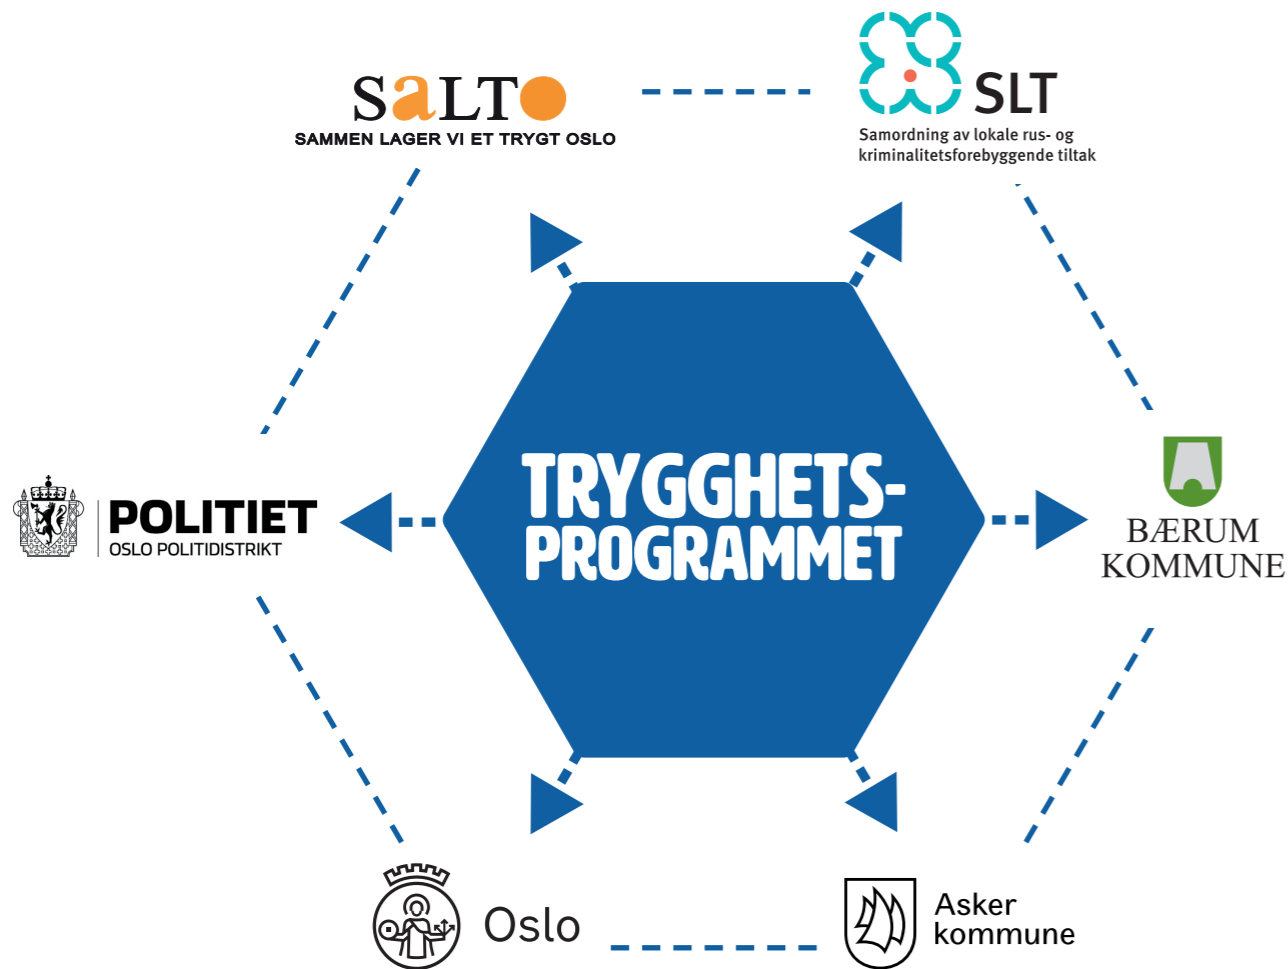 SaLTO
SAMMEN LAGER VI ET TRYGT OSLO
SLT
Samordning av lokale rus- og
kriminalitetsforebyggende tiltak
POLITIET
OSLO POLITIDISTRIKT
TRYGGHETS-
PROGRAMMET
BÆRUM
KOMMUNE
Oslo
Asker
kommune